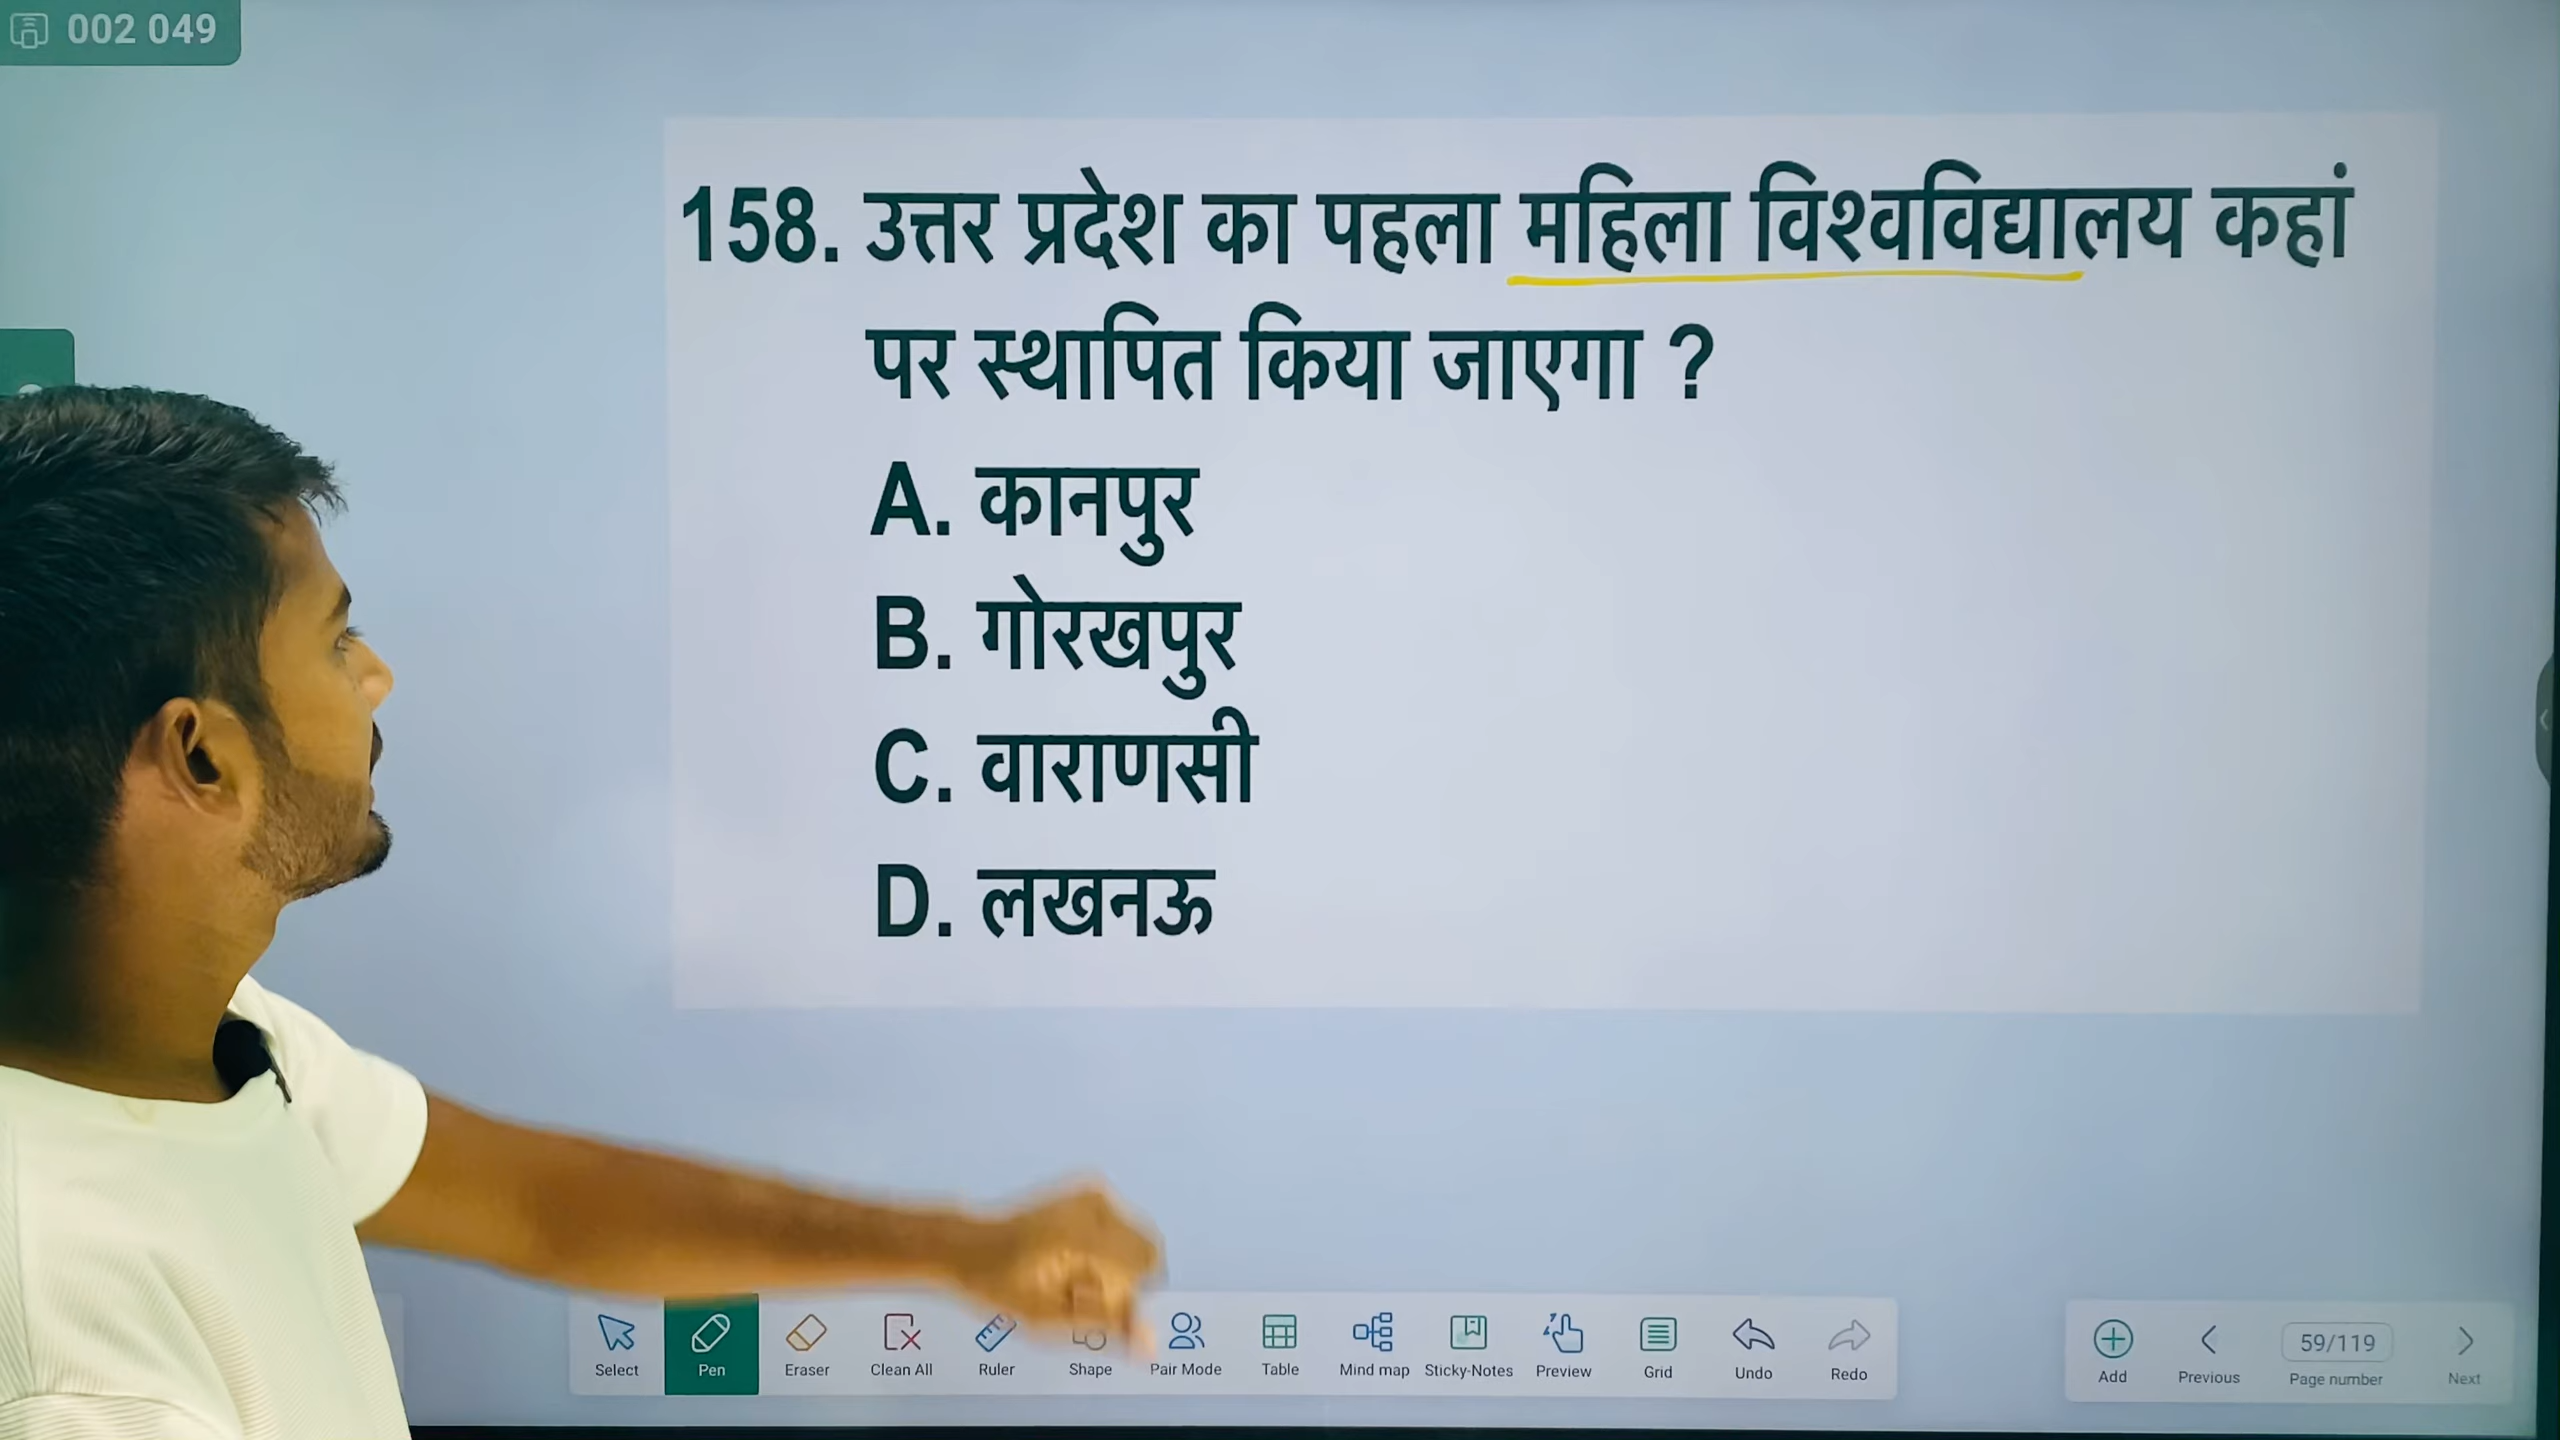 002 049
158. उत्तर प्रदेश का पहला महिला विश्वविद्यालय कहां
पर स्थापित किया जाएगा ?
A. कानपुर
B. गोरखपुर
C. वाराणसी
D. लखनऊ
Select Pen Eraser Clean All Ruler Shape Pair Mode Table Mind map Sticky-Notes Preview Grid Undo Redo
Add Previous 59/119 Page number Next